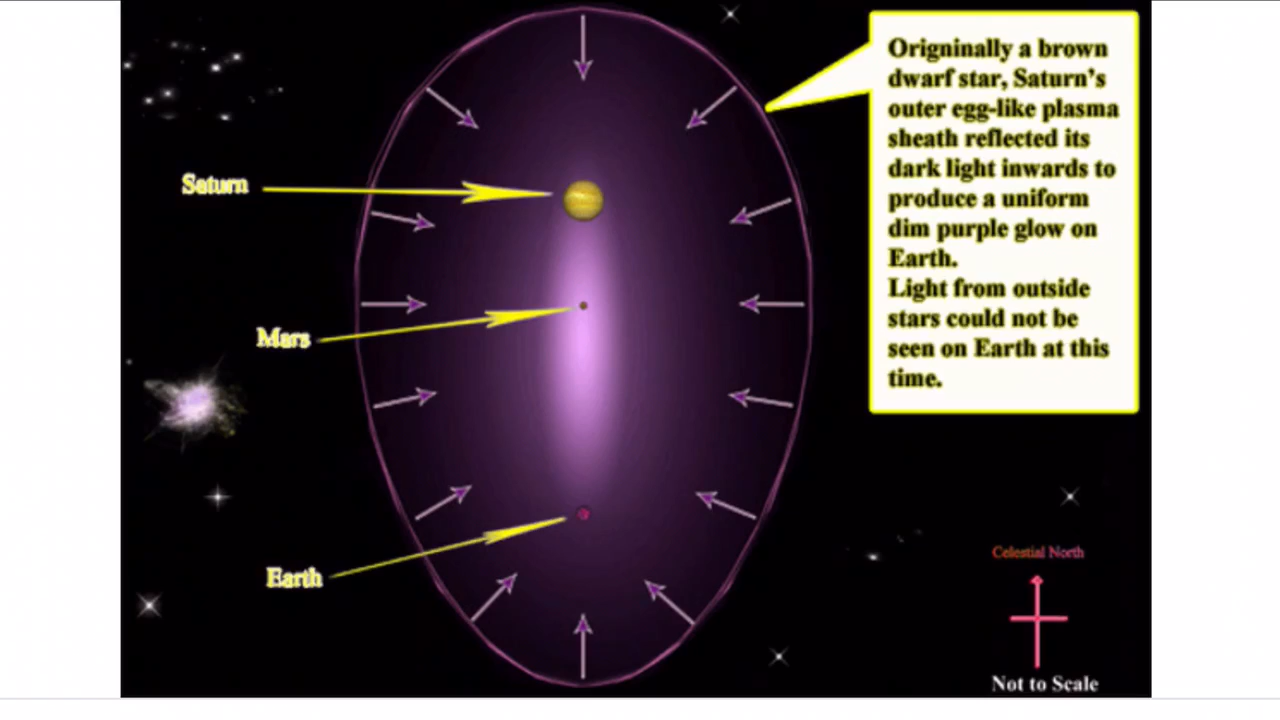 Origninally a brown
dwarf star, Saturn's
outer egg-like plasma
sheath reflected its
dark light inwards to
produce a uniform
dim purple glow on
Earth.
Light from outside
stars could not be
seen on Earth at this
time.
Saturn
Mars
Earth
Celestial North
Not to Scale